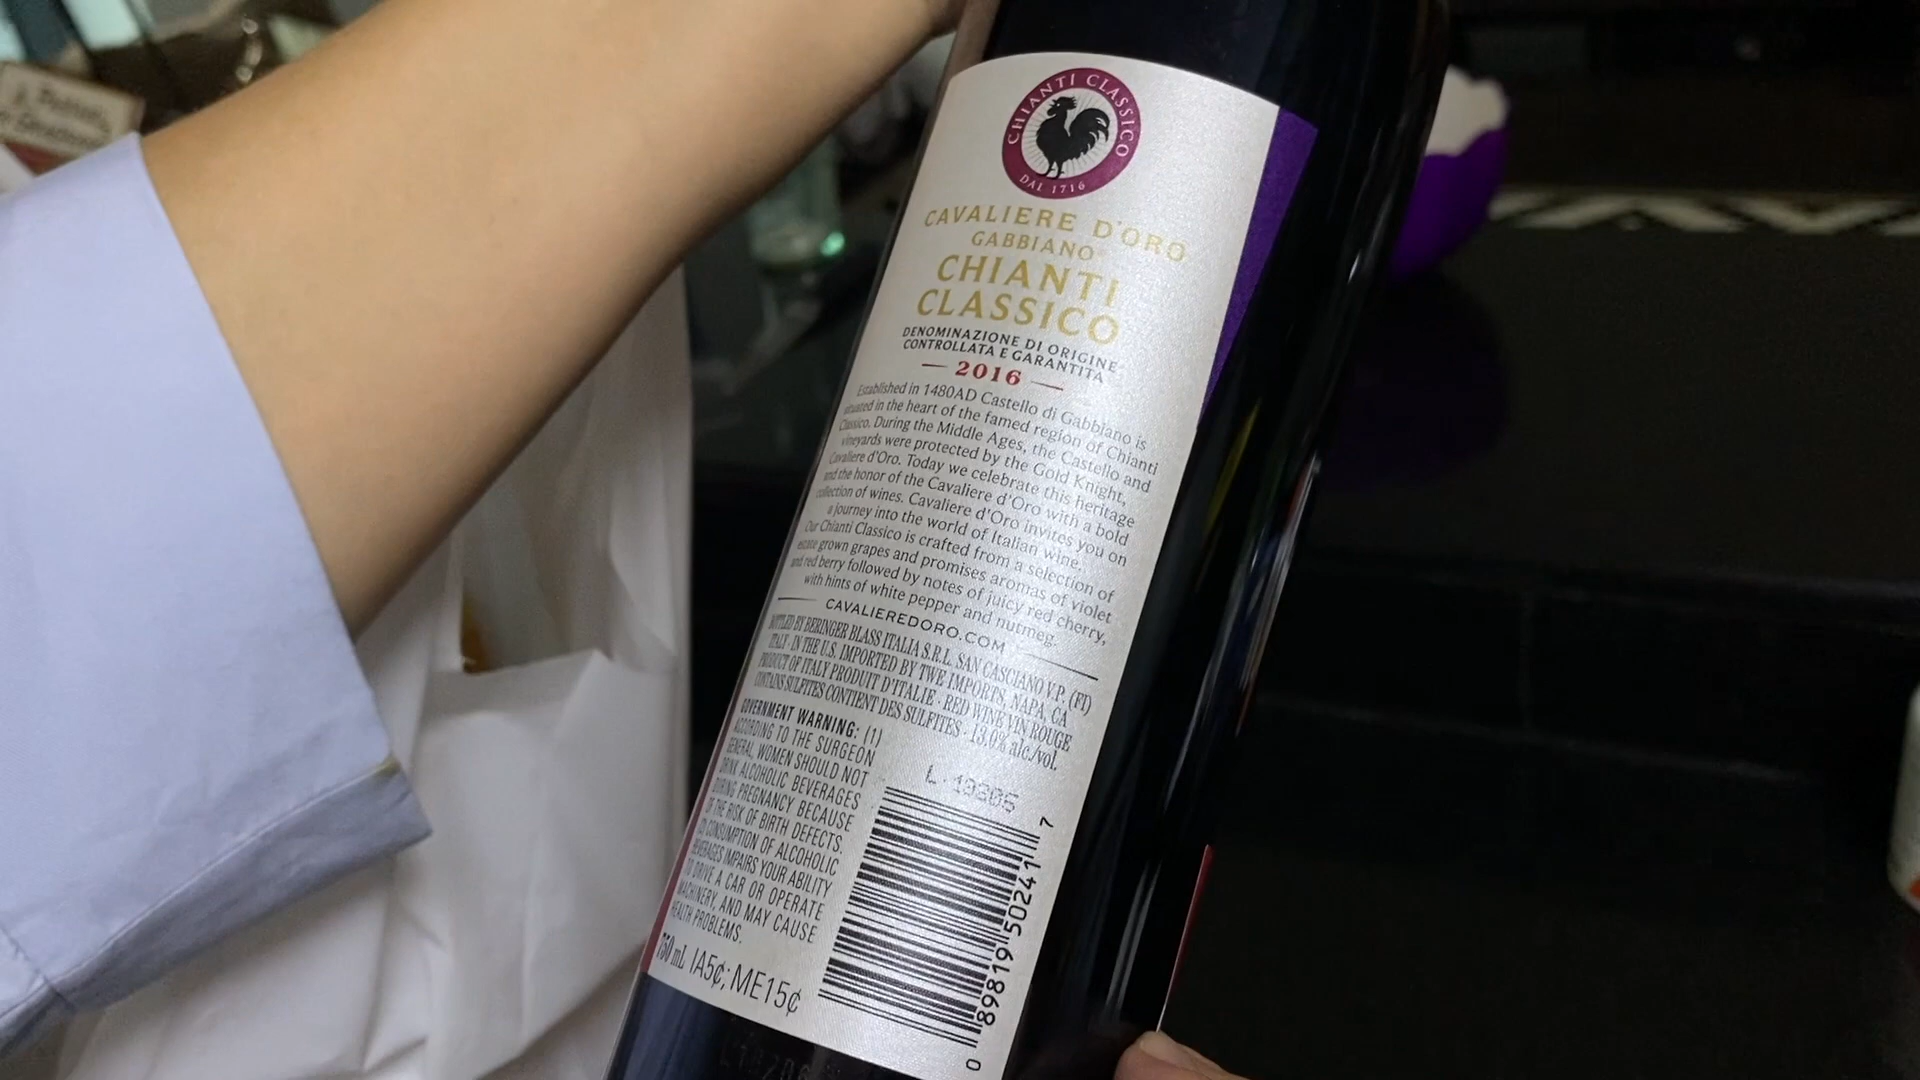 CHIANTI CLASSICO
DAL 1716
CAVALIERE D'ORO
GABBIANO
CHIANTI
CLASSICO
DENOMINAZIONE DI ORIGINE
CONTROLLATA E GARANTITA
2016
Established in 1480AD Castello di Gabbiano is
situated in the heart of the famed region of Chianti
Classico. During the Middle Ages, the Castello and
vineyards were protected by the Gold Knight,
Cavaliere d'Oro. Today we celebrate this heritage
and the honor of the Cavaliere d'Oro with a bold
collection of wines. Cavaliere d'Oro invites you on
a journey into the world of Italian wine.
Our Chianti Classico is crafted from a selection of
estate grown grapes and promises aromas of violet
and red berry followed by notes of juicy red cherry,
with hints of white pepper and nutmeg.
CAVALIEREDORO.COM
BOTTLED BY BERINGER BLASS ITALIA S.R.L. SAN CASCIANO V.P. (FI)
ITALY · IN THE U.S. IMPORTED BY TWE IMPORTS, NAPA, CA
PRODUCT OF ITALY PRODUIT D'ITALIE · RED WINE VIN ROUGE
CONTAINS SULFITES CONTIENT DES SULFITES · 13.0% alc./vol.
GOVERNMENT WARNING: (1)
ACCORDING TO THE SURGEON
GENERAL, WOMEN SHOULD NOT
DRINK ALCOHOLIC BEVERAGES
DURING PREGNANCY BECAUSE
OF THE RISK OF BIRTH DEFECTS.
CONSUMPTION OF ALCOHOLIC
BEVERAGES IMPAIRS YOUR ABILITY
TO DRIVE A CAR OR OPERATE
MACHINERY, AND MAY CAUSE
HEALTH PROBLEMS.
750 mL IA5¢; ME15¢
0 89819 50241 7